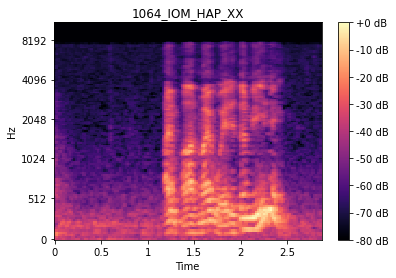 1064_IOM_HAP_XX
+0 dB
8192
-10 dB
4096
-20 dB
-30 dB
2048
Hz
-40 dB
1024
-50 dB
512
-60 dB
-70 dB
0
-80 dB
0 0.5 1 1.5 2 2.5
Time